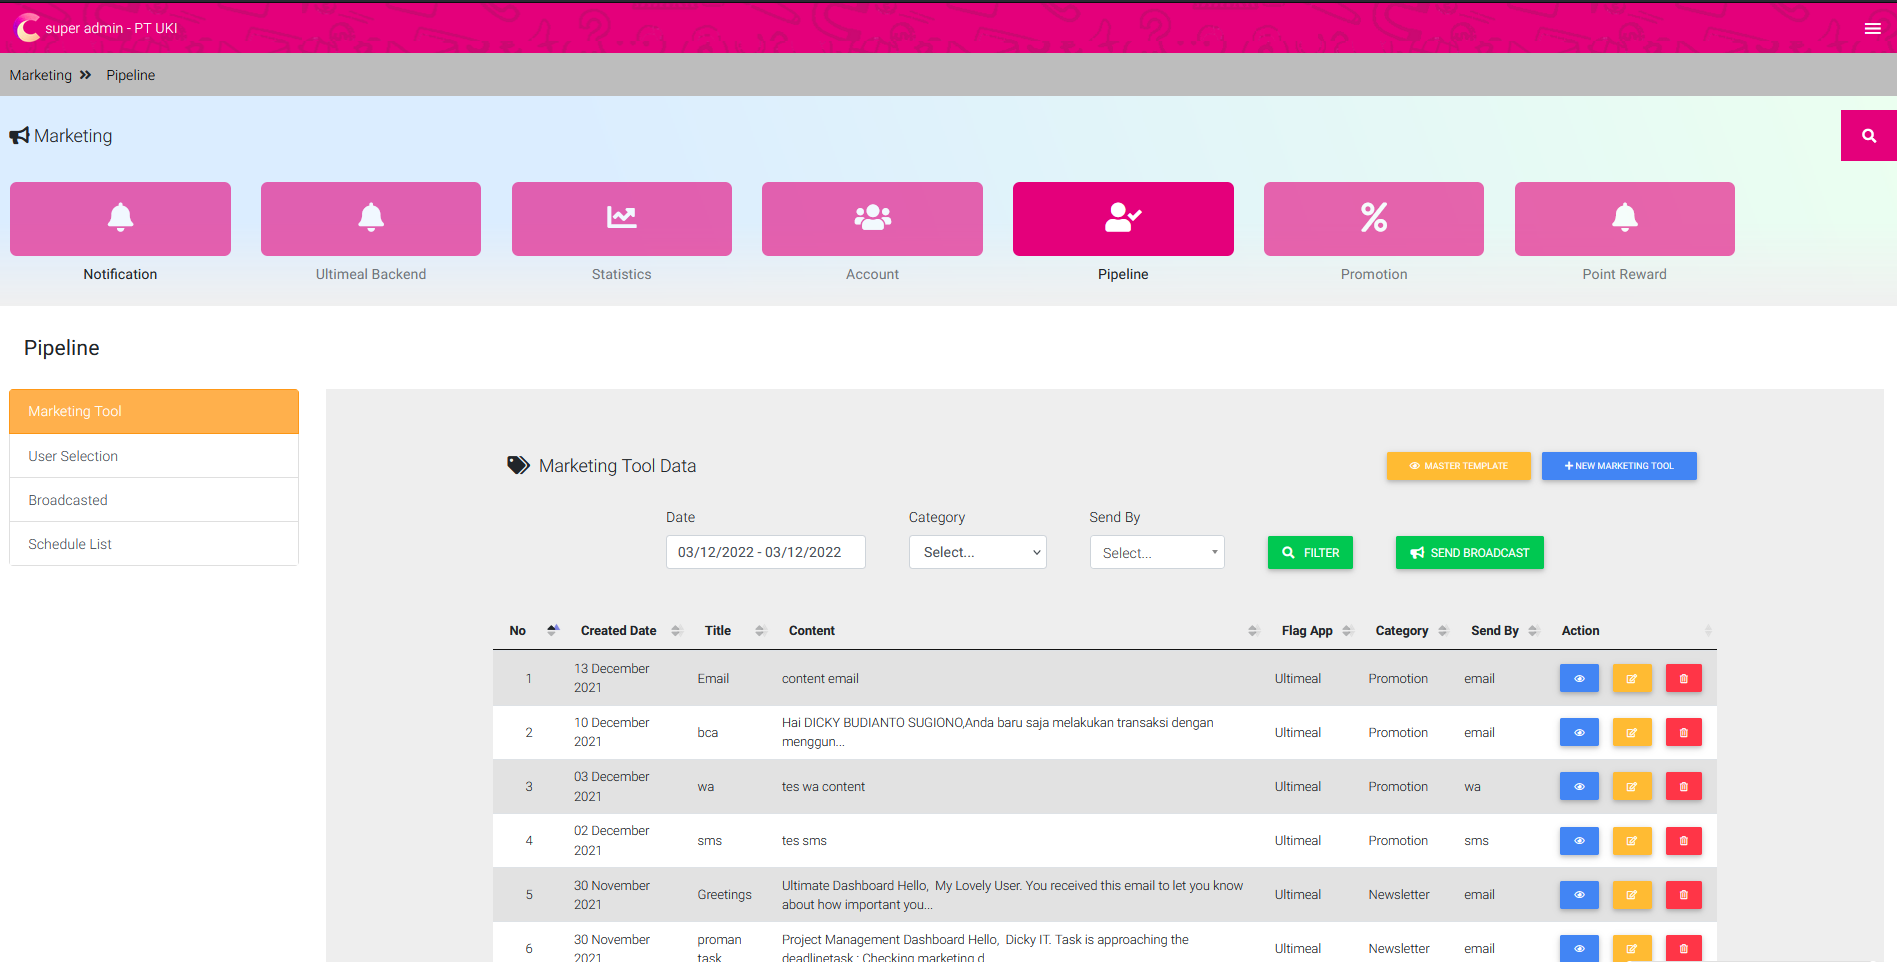 super admin - PT UKI
Marketing » Pipeline
Marketing
Notification
Ultimeal Backend
Statistics
Account
Pipeline
Promotion
Point Reward
Pipeline
Marketing Tool
User Selection
Broadcasted
Schedule List
Marketing Tool Data
MASTER TEMPLATE
+ NEW MARKETING TOOL
Date
Category
Send By
03/12/2022 - 03/12/2022
Select...
Select...
FILTER
SEND BROADCAST
No Created Date Title Content Flag App Category Send By Action
1 13 December 2021 Email content email Ultimeal Promotion email
2 10 December 2021 bca Hai DICKY BUDIANTO SUGIONO,Anda baru saja melakukan transaksi dengan menggun... Ultimeal Promotion email
3 03 December 2021 wa tes wa content Ultimeal Promotion wa
4 02 December 2021 sms tes sms Ultimeal Promotion sms
5 30 November 2021 Greetings Ultimate Dashboard Hello, My Lovely User. You received this email to let you know about how important you... Ultimeal Newsletter email
6 30 November 2021 proman task Project Management Dashboard Hello, Dicky IT. Task is approaching the deadlinetask : Checking marketing d Ultimeal Newsletter email